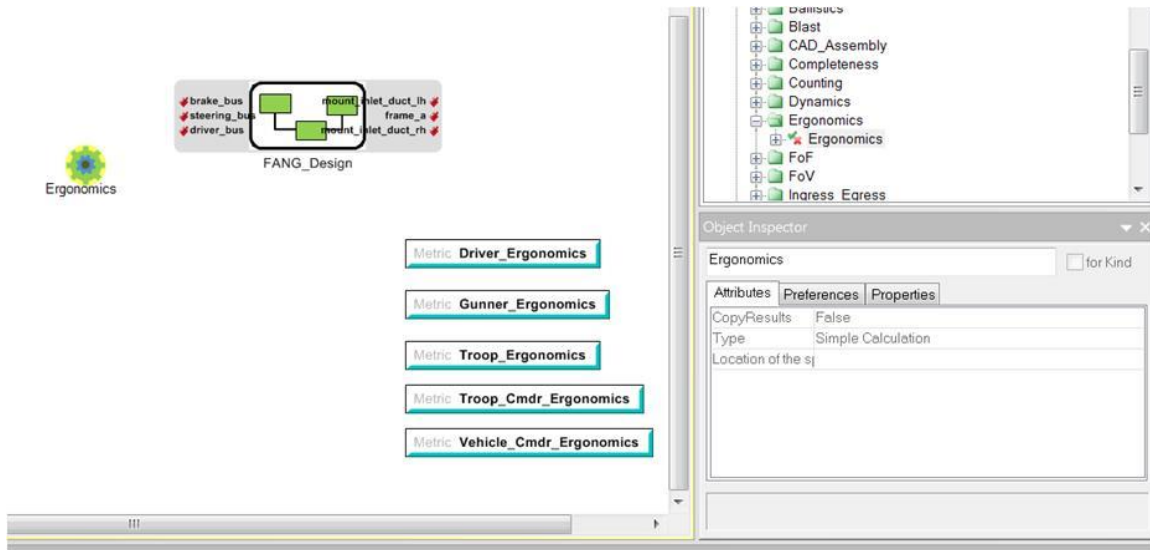 brake_bus
steering_bus
driver_bus
mount_inlet_duct_lh
frame_a
mount_inlet_duct_rh
FANG_Design
Ergonomics
Metric Driver_Ergonomics
Metric Gunner_Ergonomics
Metric Troop_Ergonomics
Metric Troop_Cmdr_Ergonomics
Metric Vehicle_Cmdr_Ergonomics
Ballistics
Blast
CAD_Assembly
Completeness
Counting
Dynamics
Ergonomics
Ergonomics
FoF
FoV
Ingress_Egress
Object Inspector
Ergonomics
for Kind
Attributes Preferences Properties
CopyResults False
Type Simple Calculation
Location of the sp